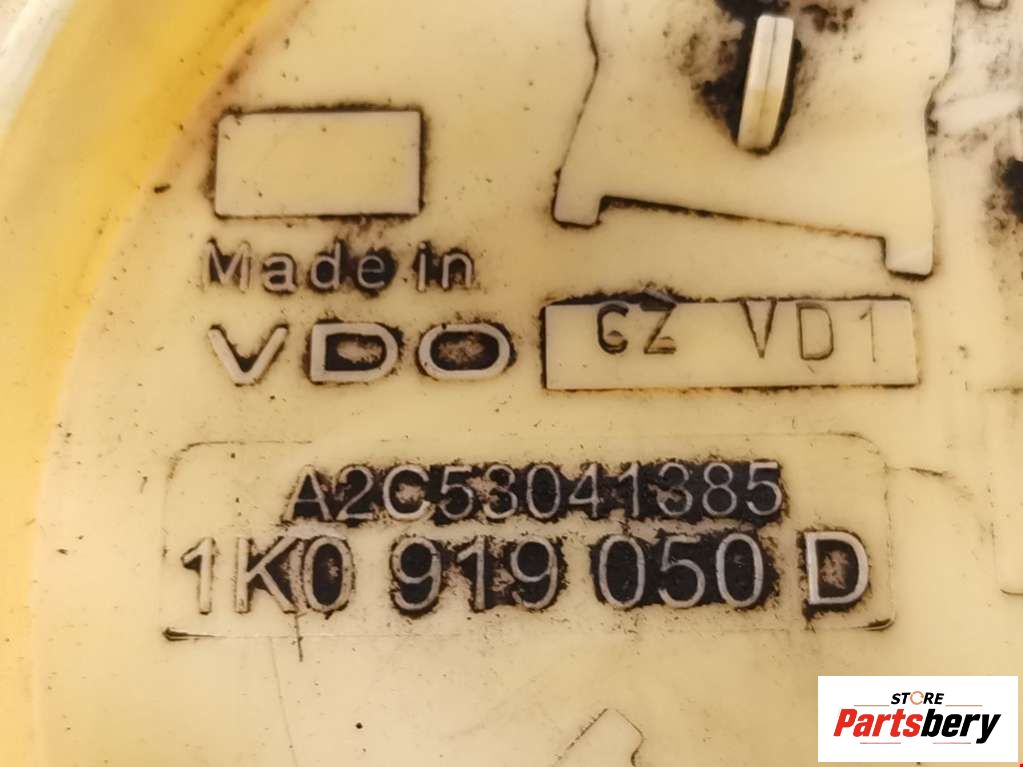 Made in
VDO CZ VD1
A2C53041385
1K0 919 050 D
STORE
Partsbery